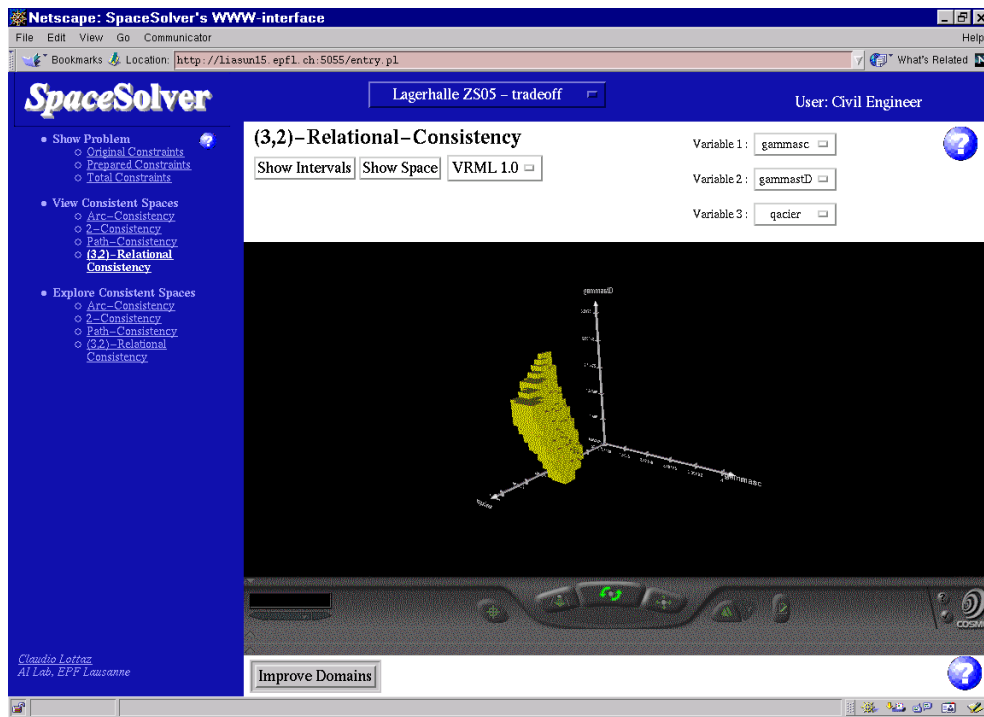 Netscape: SpaceSolver's WWW-interface
File Edit View Go Communicator Help
Bookmarks Location: http://liasun15.epfl.ch:5055/entry.pl What's Related N
SpaceSolver
Lagerhalle ZS05 – tradeoff
User: Civil Engineer
Show Problem
Original Constraints
Prepared Constraints
Total Constraints
View Consistent Spaces
Arc–Consistency
2–Consistency
Path–Consistency
(3,2)–Relational
Consistency
Explore Consistent Spaces
Arc–Consistency
2–Consistency
Path–Consistency
(3,2)–Relational
Consistency
Claudio Lottaz
AI Lab, EPF Lausanne
(3,2)–Relational–Consistency
Show Intervals Show Space VRML 1.0
Variable 1 : gammasc
Variable 2 : gammastD
Variable 3 : qacier
gammastD
gammasc
qacier
COSM
Improve Domains